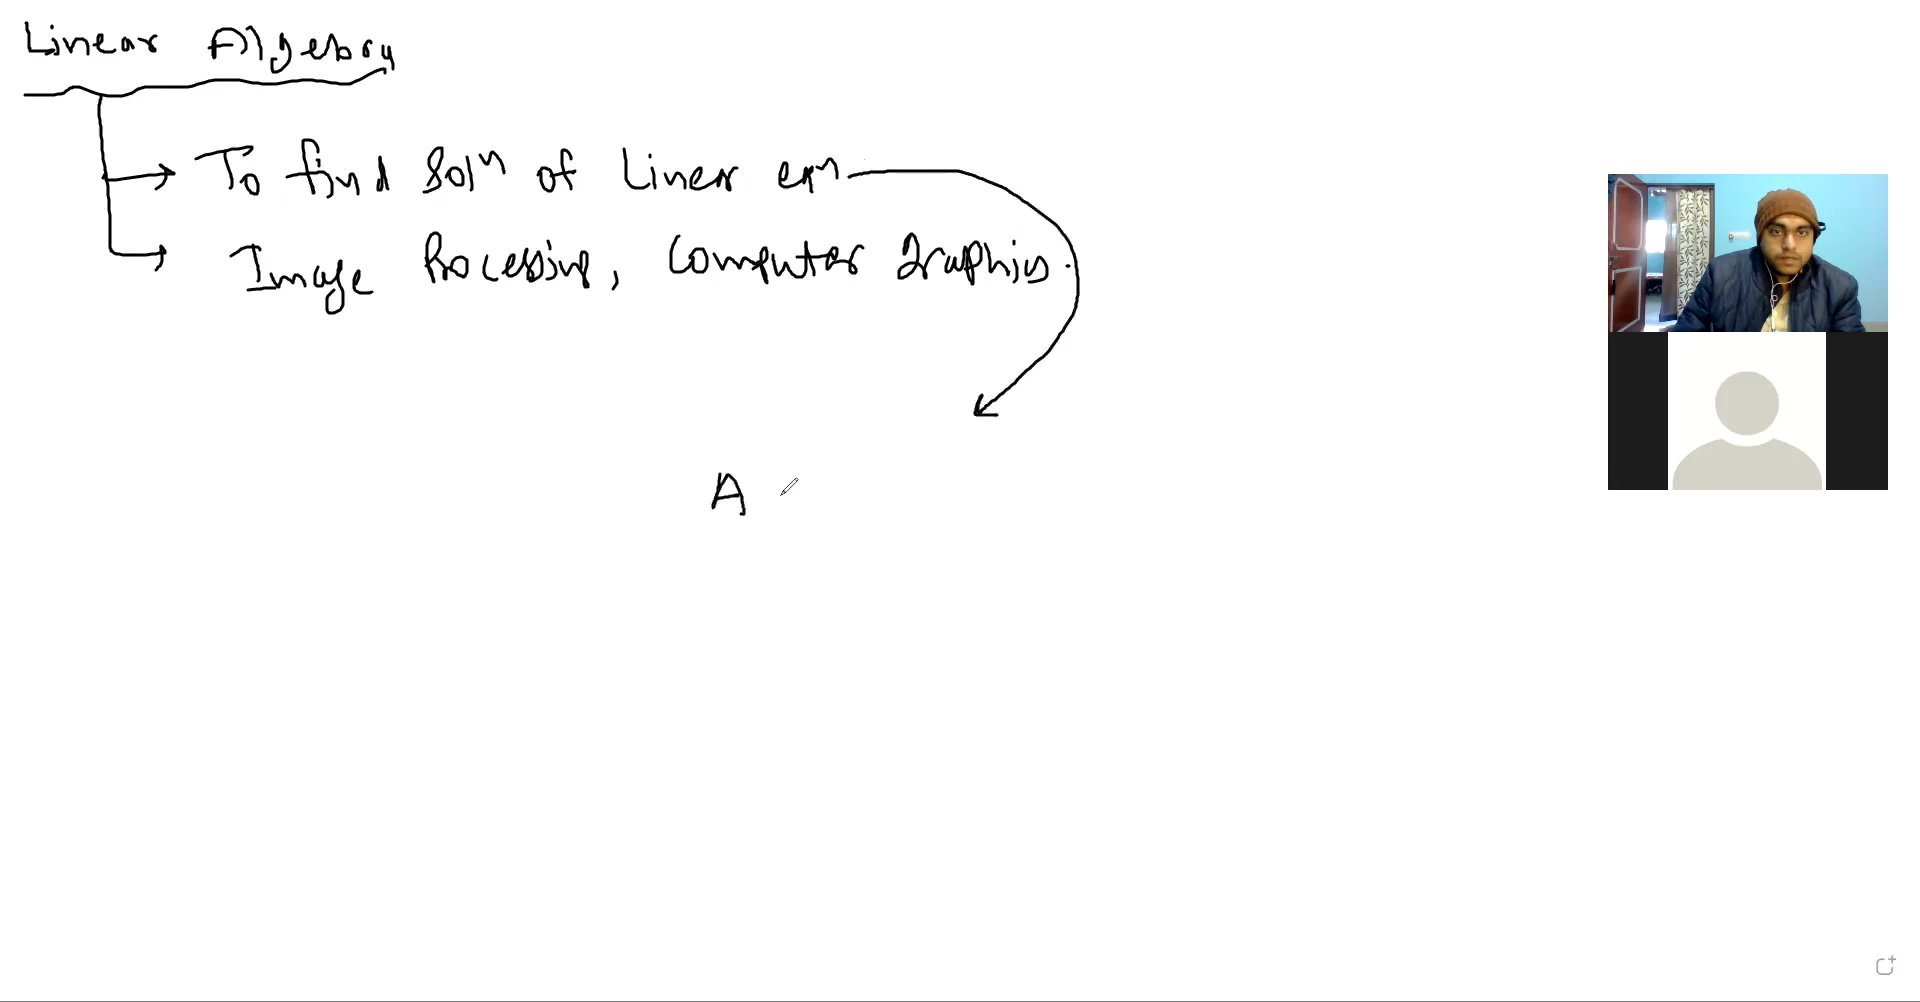 Linear Algebra
To find Solⁿ of Linear eqⁿ
Image Processing, Computer Graphics.
A